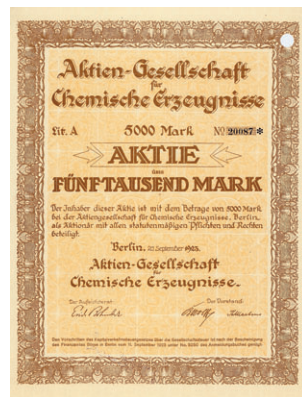 Aktien-Gesellschaft
für
Chemische Erzeugnisse
Lit. A 5000 Mark № 20087 *
AKTIE
über
FÜNFTAUSEND MARK
Der Inhaber dieser Aktie ist mit dem Betrage von 5000 Mark
bei der Aktiengesellschaft für Chemische Erzeugnisse, Berlin,
als Aktionär mit allen statutenmäßigen Pflichten und Rechten
beteiligt.
Berlin, September 1923.
Aktien-Gesellschaft
für
Chemische Erzeugnisse.
Der Aufsichtsrat Der Vorstand